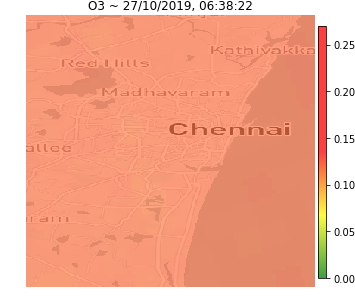 O3 ~ 27/10/2019, 06:38:22
Kathivakka
Red Hills
Madhavaram
Chennai
allee
ram
0.25
0.20
0.15
0.10
0.05
0.00